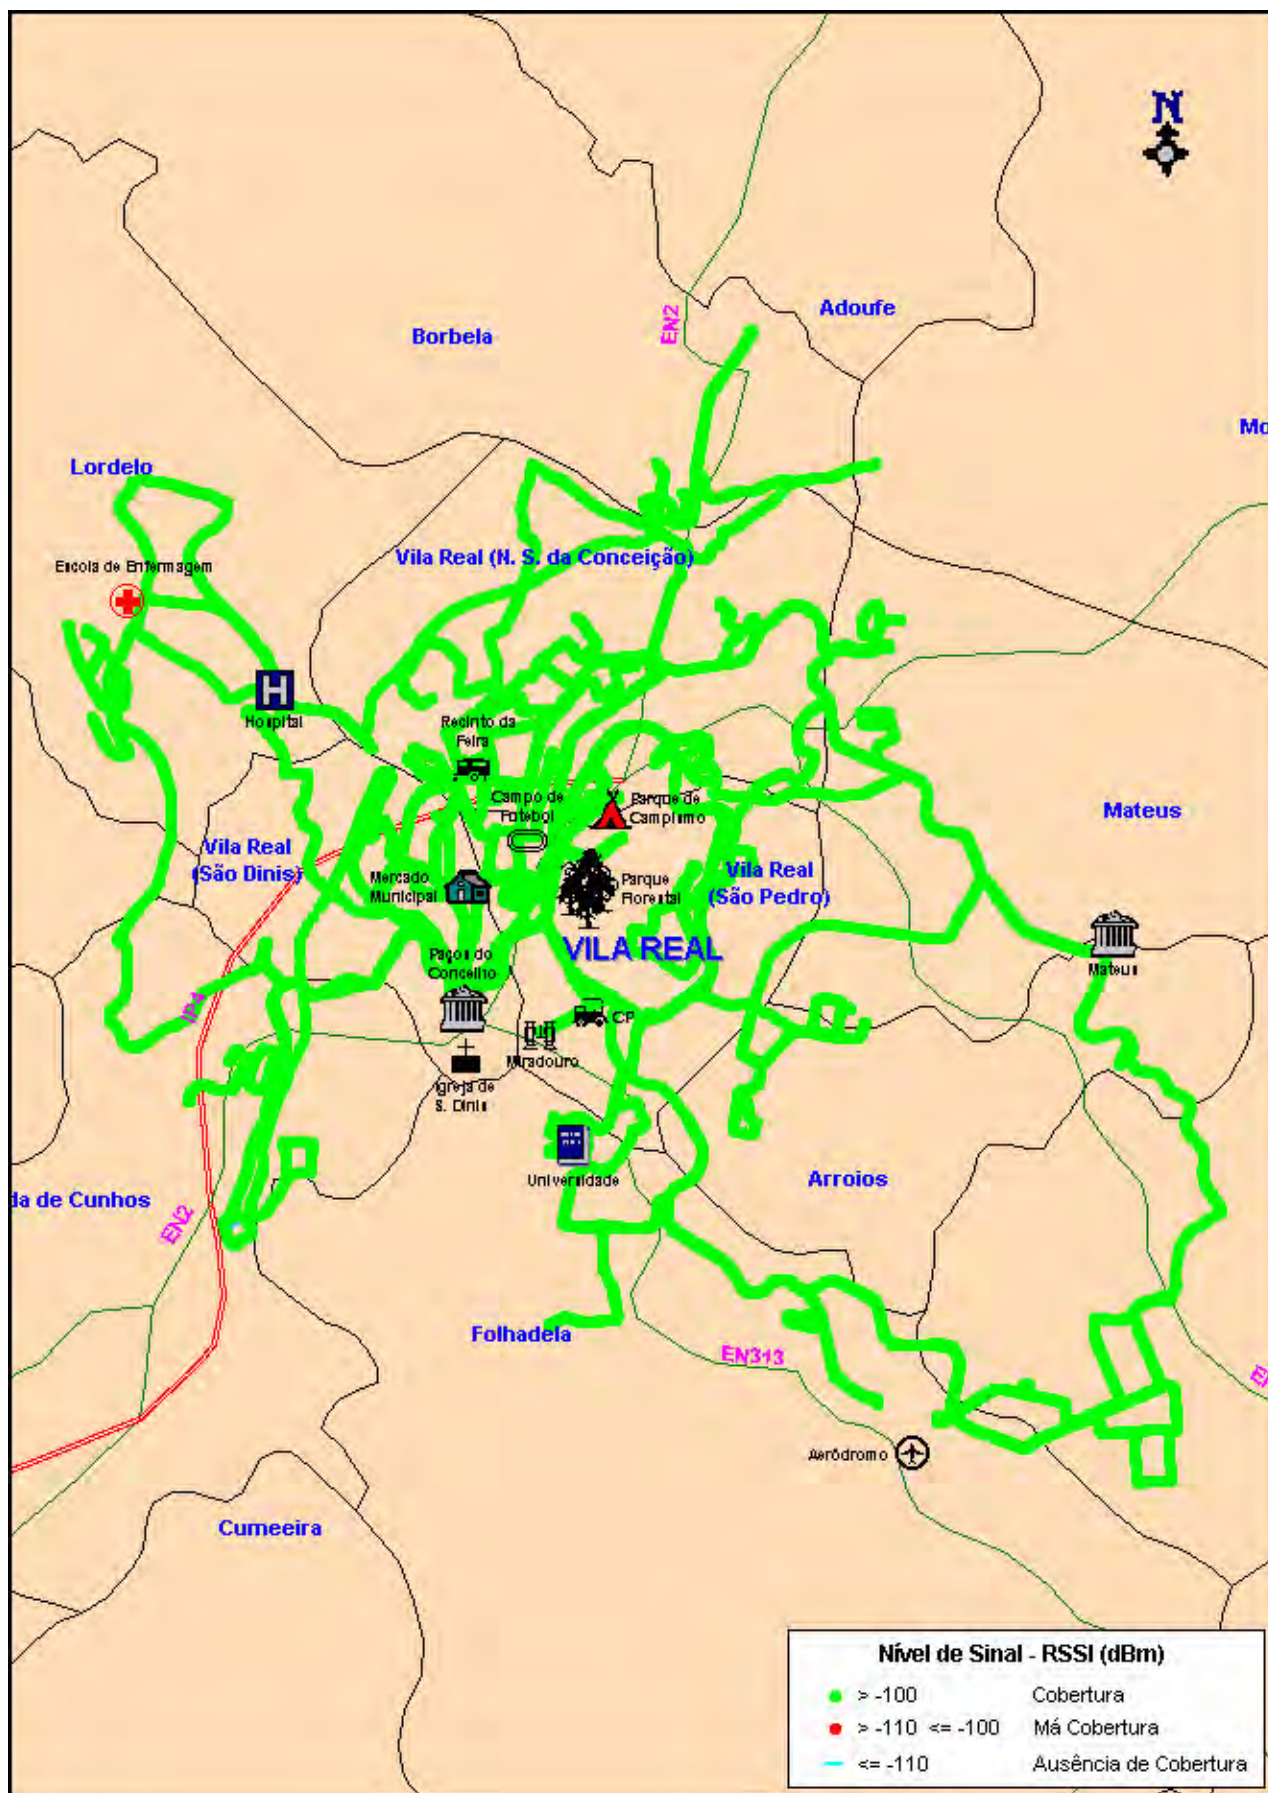 N
EN2
Adoufe
Borbela
Mo
Lordelo
Vila Real (N. S. da Conceição)
Escola de Enfermagem
H
Hospital
Recinto da
Feira
Campo de
Futebol
Parque de
Campismo
Mateus
Vila Real
(São Dinis)
Mercado
Municipal
Parque
Florestal
Vila Real
(São Pedro)
VILA REAL
Paços do
Concelho
Mateus
IP4
CP
Miradouro
Igreja de
S. Dinis
Universidade
Arroios
da de Cunhos
EN2
Folhadela
EN313
Aeródromo
Cumeeira
Nível de Sinal - RSSI (dBm)
> -100 Cobertura
> -110 <= -100 Má Cobertura
<= -110 Ausência de Cobertura